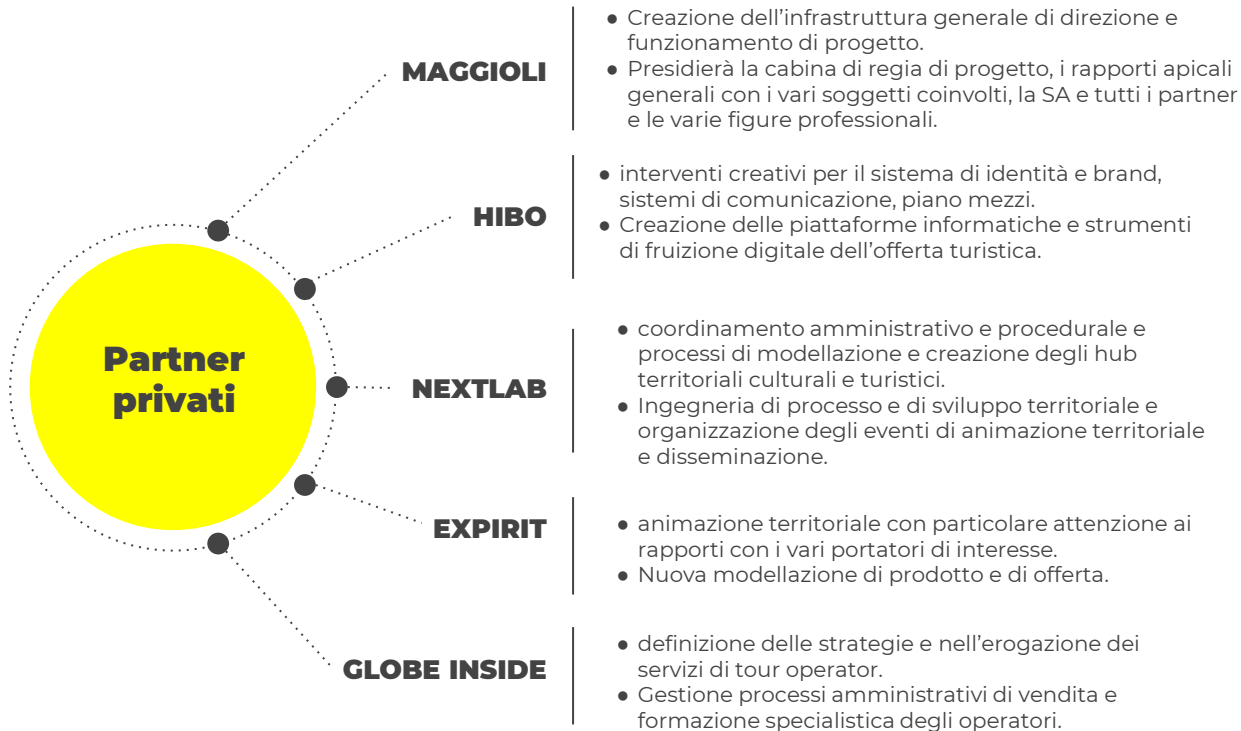 Partner
privati
MAGGIOLI
● Creazione dell'infrastruttura generale di direzione e
funzionamento di progetto.
● Presidierà la cabina di regia di progetto, i rapporti apicali
generali con i vari soggetti coinvolti, la SA e tutti i partner
e le varie figure professionali.
HIBO
● interventi creativi per il sistema di identità e brand,
sistemi di comunicazione, piano mezzi.
● Creazione delle piattaforme informatiche e strumenti
di fruizione digitale dell'offerta turistica.
NEXTLAB
● coordinamento amministrativo e procedurale e
processi di modellazione e creazione degli hub
territoriali culturali e turistici.
● Ingegneria di processo e di sviluppo territoriale e
organizzazione degli eventi di animazione territoriale
e disseminazione.
EXPIRIT
● animazione territoriale con particolare attenzione ai
rapporti con i vari portatori di interesse.
● Nuova modellazione di prodotto e di offerta.
GLOBE INSIDE
● definizione delle strategie e nell'erogazione dei
servizi di tour operator.
● Gestione processi amministrativi di vendita e
formazione specialistica degli operatori.